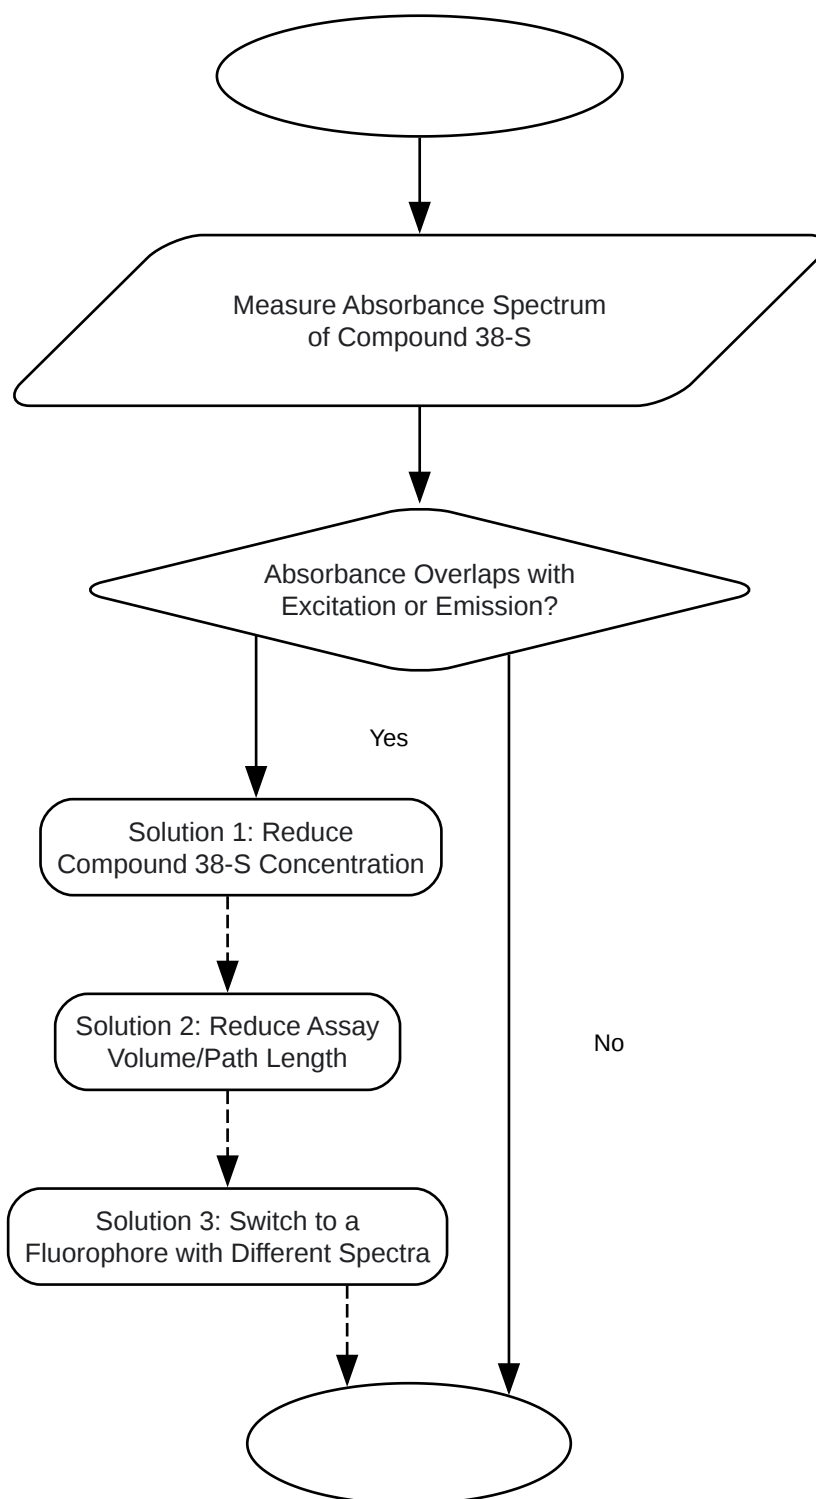 Measure Absorbance Spectrum
of Compound 38-S
Absorbance Overlaps with
Excitation or Emission?
Yes
Solution 1: Reduce
Compound 38-S Concentration
Solution 2: Reduce Assay
Volume/Path Length
No
Solution 3: Switch to a
Fluorophore with Different Spectra